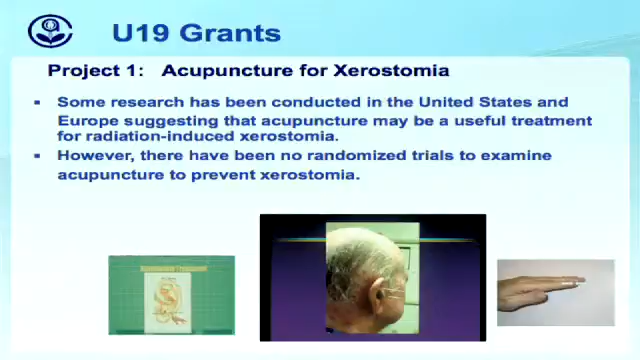 U19 Grants
Project 1: Acupuncture for Xerostomia
▪ Some research has been conducted in the United States and
Europe suggesting that acupuncture may be a useful treatment
for radiation-induced xerostomia.
▪ However, there have been no randomized trials to examine
acupuncture to prevent xerostomia.